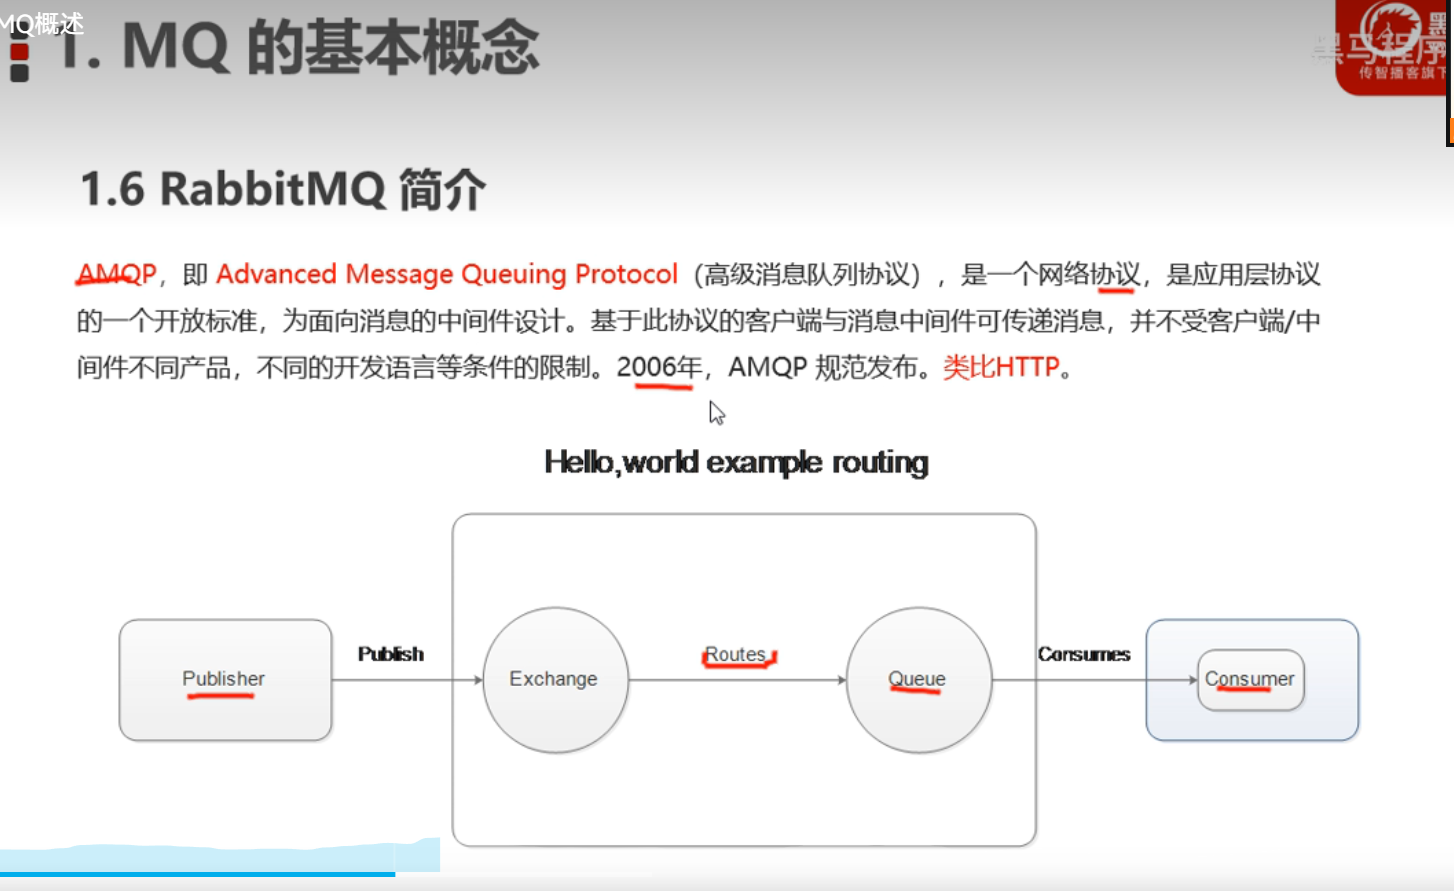 MQ概述
1. MQ 的基本概念
黑马程序
传智播客旗下
1.6 RabbitMQ 简介
AMQP，即 Advanced Message Queuing Protocol（高级消息队列协议），是一个网络协议，是应用层协议
的一个开放标准，为面向消息的中间件设计。基于此协议的客户端与消息中间件可传递消息，并不受客户端/中
间件不同产品，不同的开发语言等条件的限制。2006年，AMQP 规范发布。类比HTTP。
Hello,world example routing
Publish
Routes
Consumes
Publisher
Exchange
Queue
Consumer